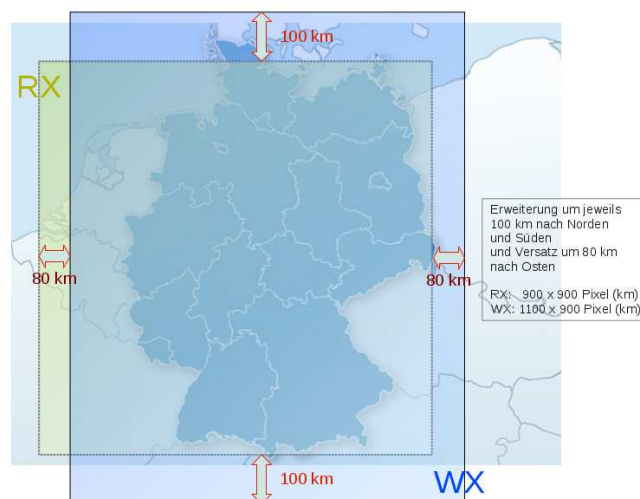 100 km
RX
80 km
80 km
Erweiterung um jeweils
100 km nach Norden
und Süden
und Versatz um 80 km
nach Osten
RX: 900 x 900 Pixel (km)
WX: 1100 x 900 Pixel (km)
100 km
WX